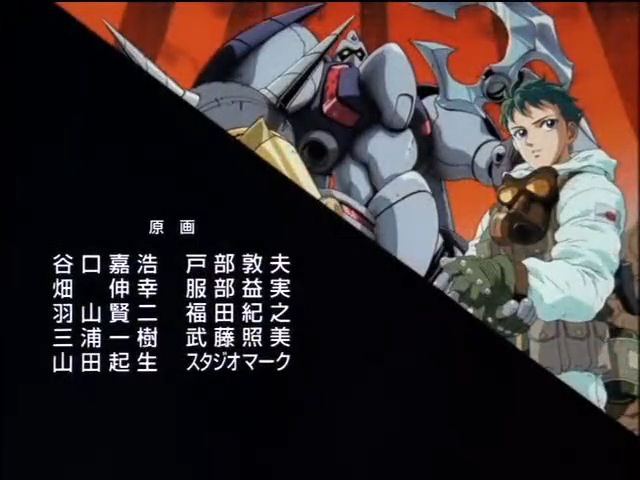 原画
谷口嘉浩 戸部敦夫
畑 伸幸 服部益実
羽山賢二 福田紀之
三浦一樹 武藤照美
山田起生 スタジオマーク